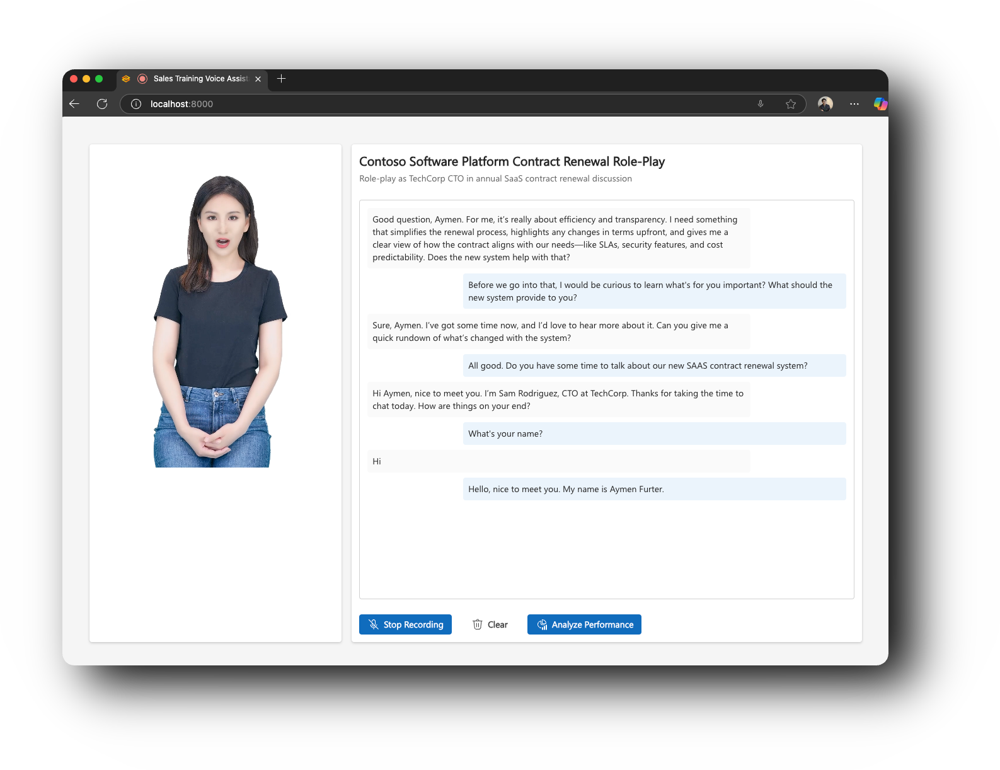 Sales Training Voice Assist
localhost:8000
Contoso Software Platform Contract Renewal Role-Play
Role-play as TechCorp CTO in annual SaaS contract renewal discussion
Good question, Aymen. For me, it’s really about efficiency and transparency. I need something
that simplifies the renewal process, highlights any changes in terms upfront, and gives me a
clear view of how the contract aligns with our needs—like SLAs, security features, and cost
predictability. Does the new system help with that?
Before we go into that, I would be curious to learn what's for you important? What should the
new system provide to you?
Sure, Aymen. I’ve got some time now, and I’d love to hear more about it. Can you give me a
quick rundown of what’s changed with the system?
All good. Do you have some time to talk about our new SAAS contract renewal system?
Hi Aymen, nice to meet you. I’m Sam Rodriguez, CTO at TechCorp. Thanks for taking the time to
chat today. How are things on your end?
What's your name?
Hi
Hello, nice to meet you. My name is Aymen Furter.
Stop Recording
Clear
Analyze Performance